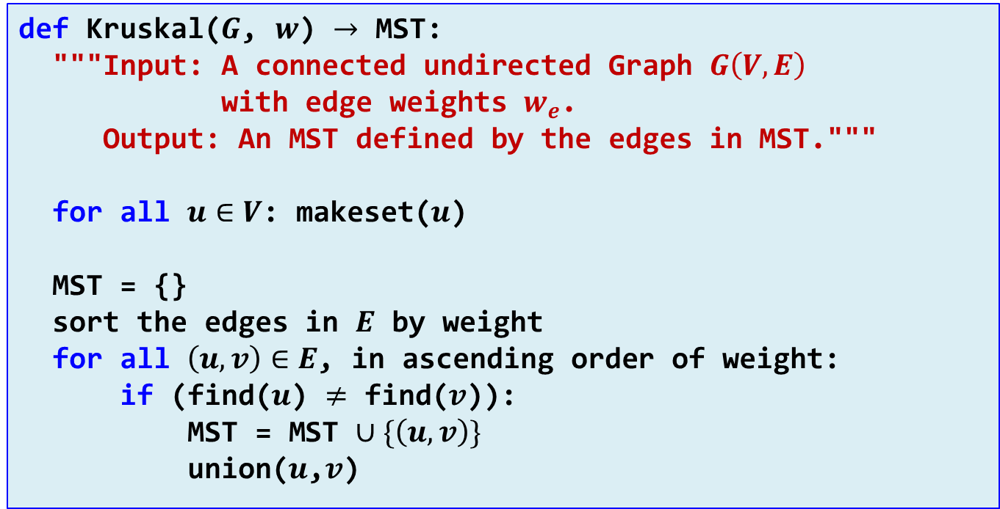 def Kruskal(G, w) → MST:
"""Input: A connected undirected Graph G(V,E)
with edge weights wₑ.
Output: An MST defined by the edges in MST."""
for all u ∈ V: makeset(u)
MST = {}
sort the edges in E by weight
for all (u,v) ∈ E, in ascending order of weight:
if (find(u) ≠ find(v)):
MST = MST ∪ {(u,v)}
union(u,v)